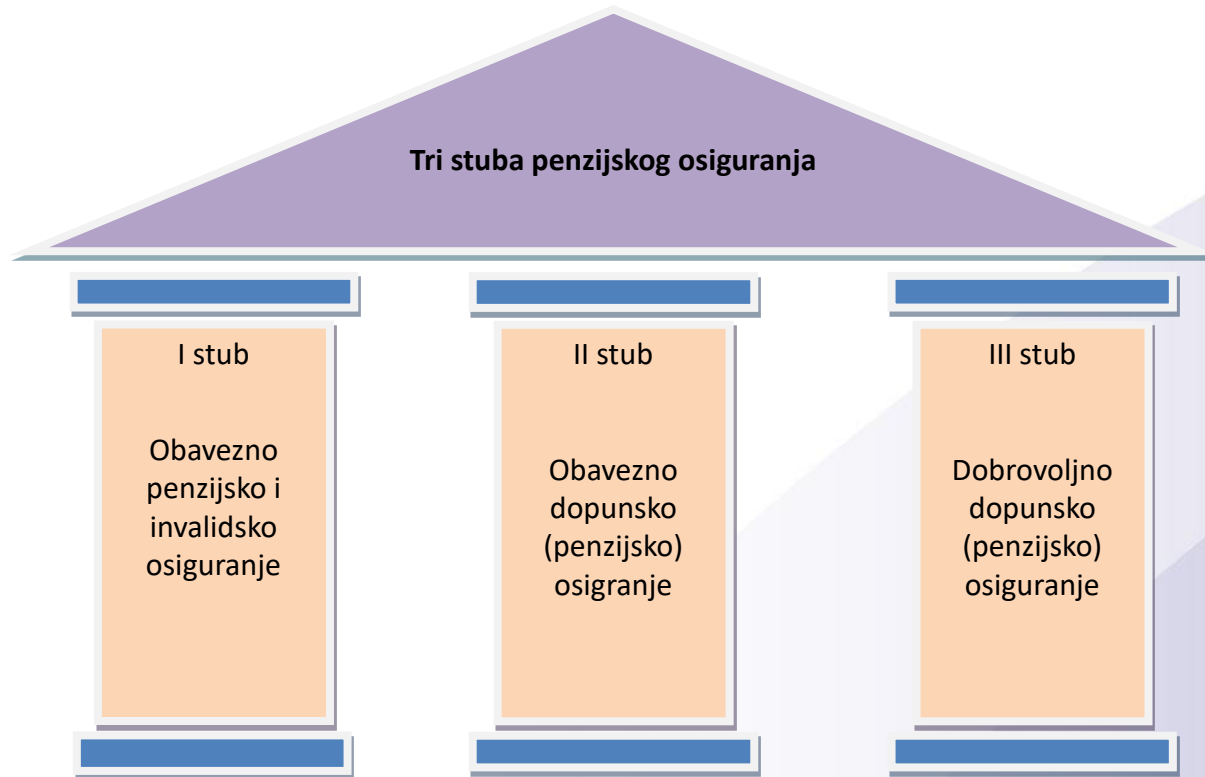 Tri stuba penzijskog osiguranja
I stub
Obavezno
penzijsko i
invalidsko
osiguranje
II stub
Obavezno
dopunsko
(penzijsko)
osigranje
III stub
Dobrovoljno
dopunsko
(penzijsko)
osiguranje